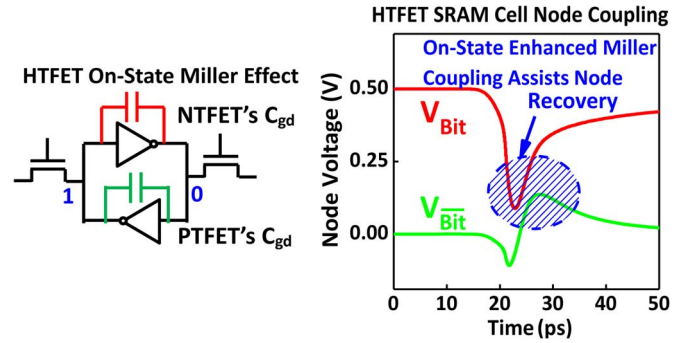 HTFET On-State Miller Effect
NTFET's Cgd
1
0
PTFET's Cgd
HTFET SRAM Cell Node Coupling
On-State Enhanced Miller
Coupling Assists Node
Recovery
VBit
VBit
Node Voltage (V)
0.50
0.25
0.00
0 10 20 30 40 50
Time (ps)